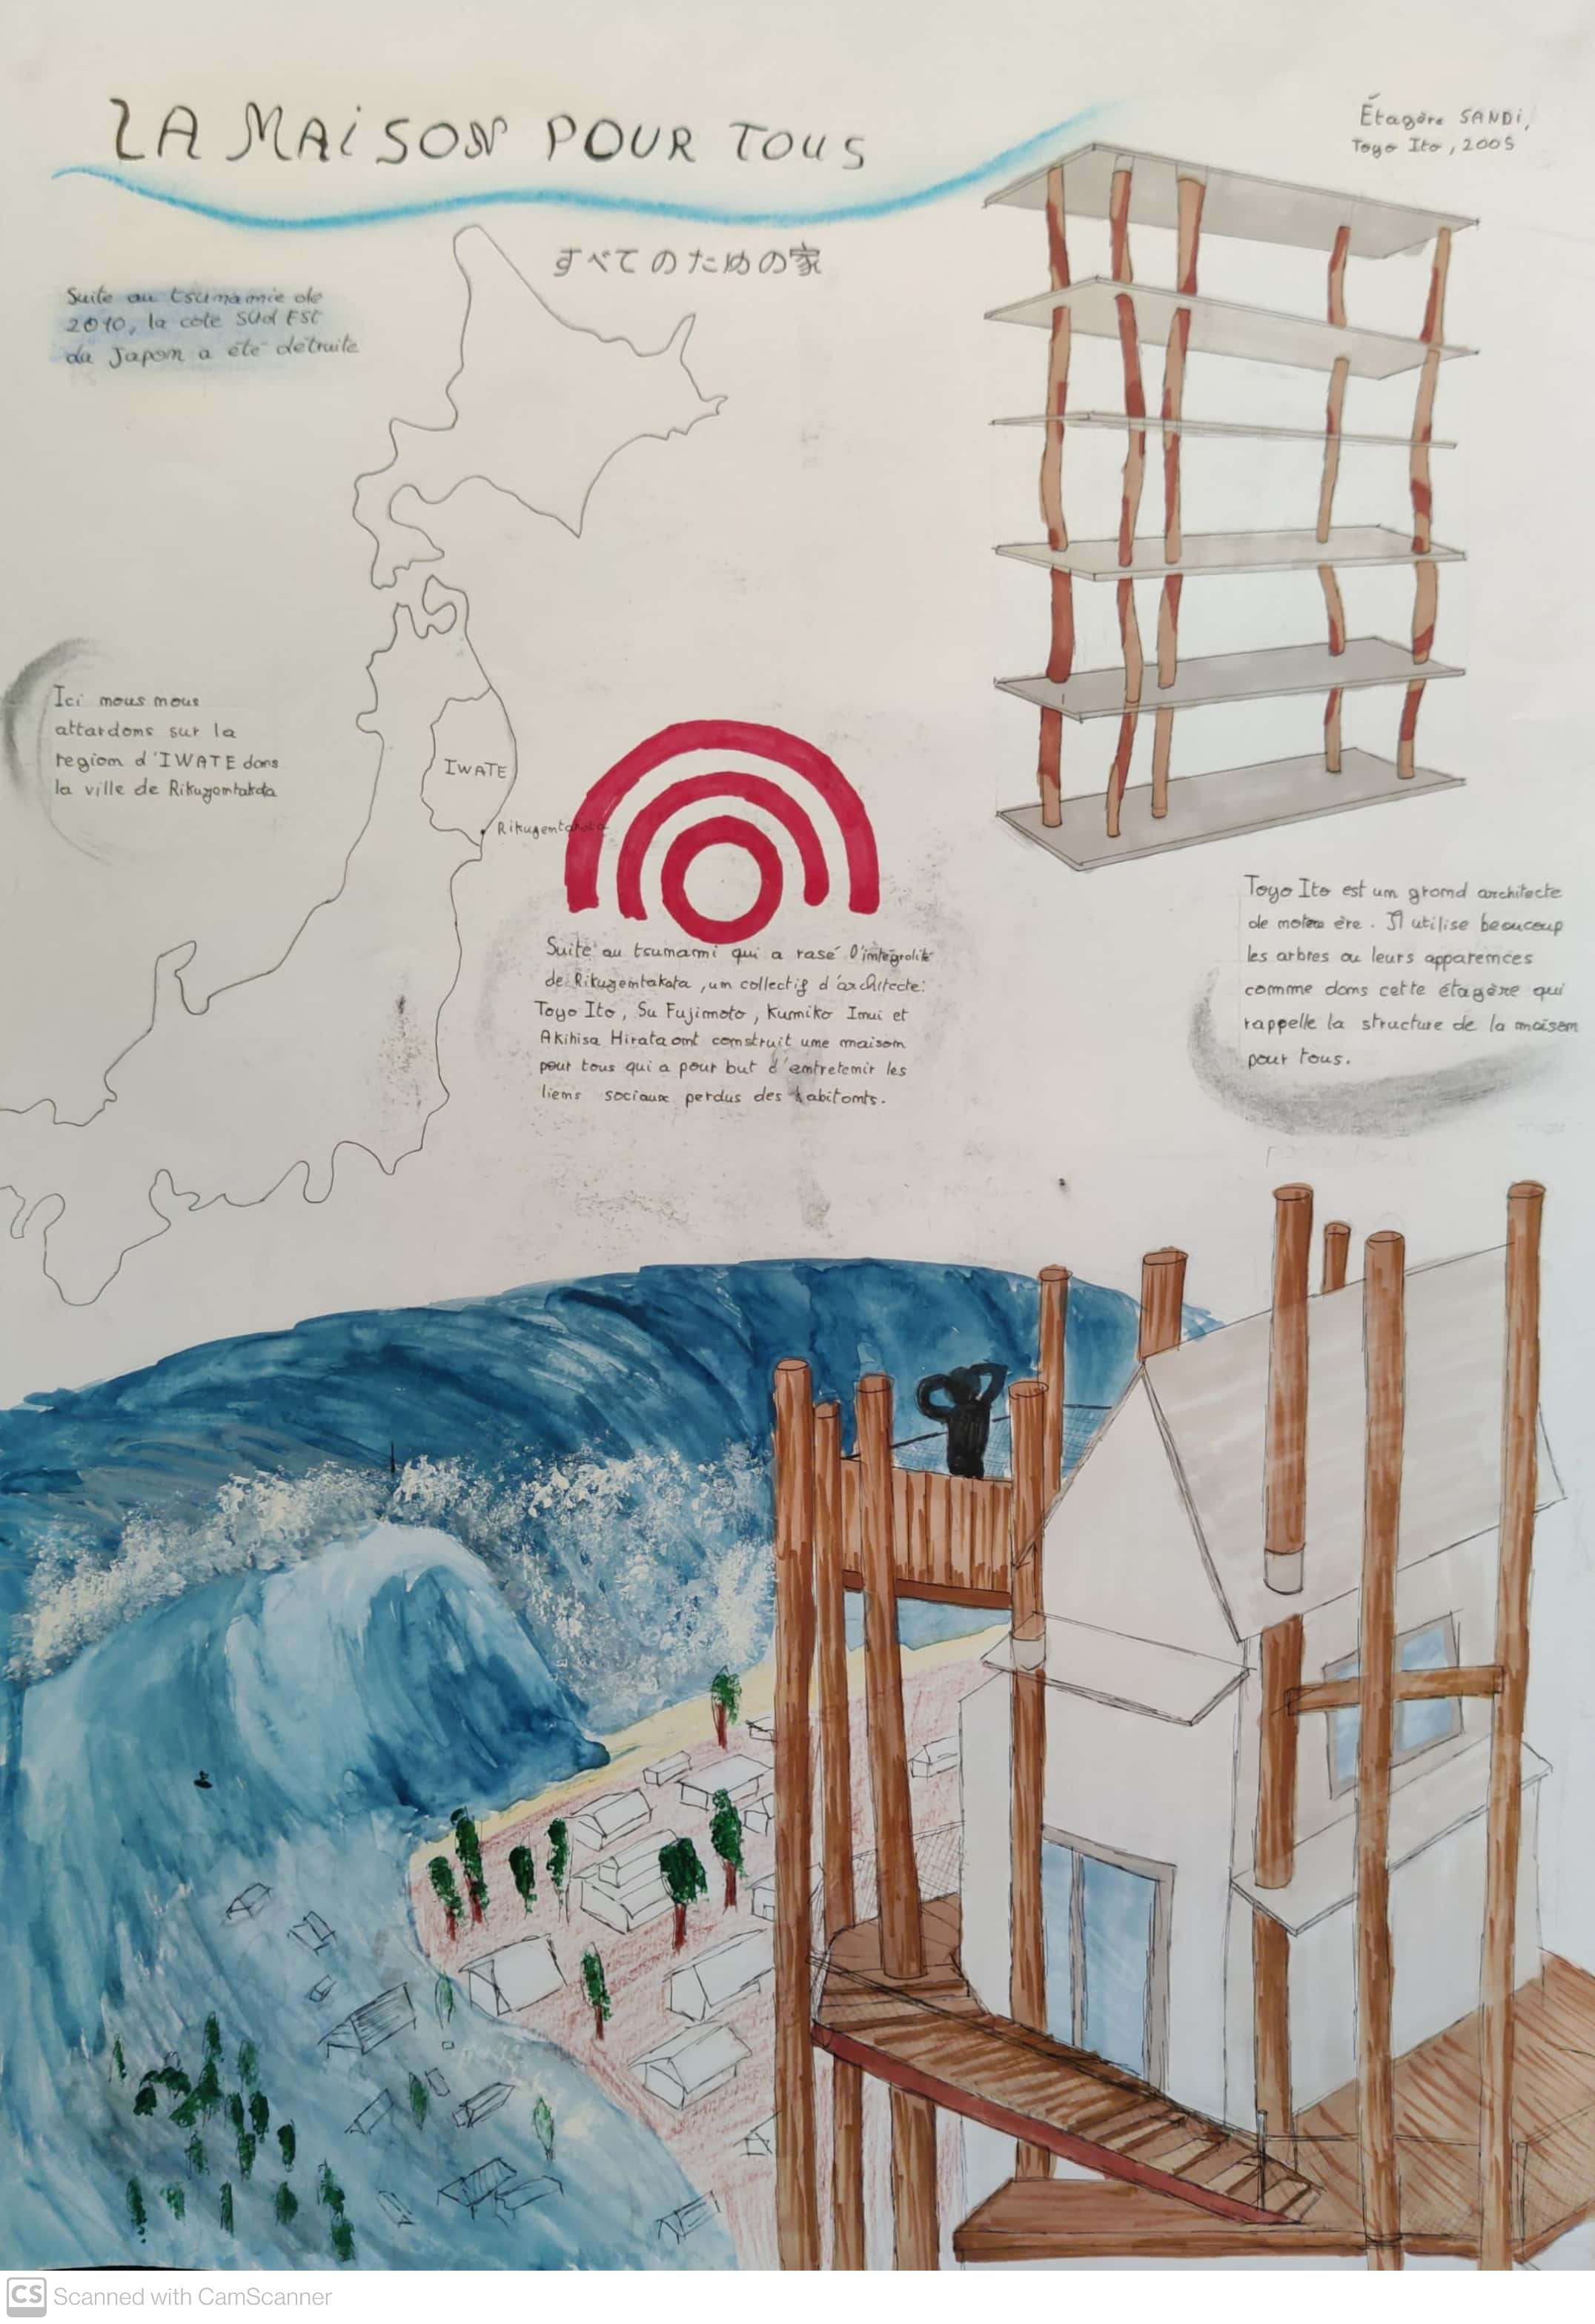 LA MAiSON POUR TOUS
Étagère SANDi,
Toyo Ito, 2005
すべてのための家
Suite au tsunamie de
2010, la côte SUd ESt
du Japon a été détruite
Ici nous nous
attardons sur la
region d'IWATE dans
la ville de Rikuzentakda
IWATE
Rikuzentakata
Suite au tsunami qui a rasé l'intégralité
de Rikuzentakata, un collectif d'architecte:
Toyo Ito, Su Fujimoto, Kumiko Inui et
Akihisa Hirata ont construit une maison
pour tous qui a pour but d'entretenir les
liens sociaux perdus des habitants.
Toyo Ito est un grand architecte
de notre ère. Il utilise beaucoup
les arbres ou leurs apparences
comme dans cette étagère qui
rappelle la structure de la maison
pour tous.
CS Scanned with CamScanner